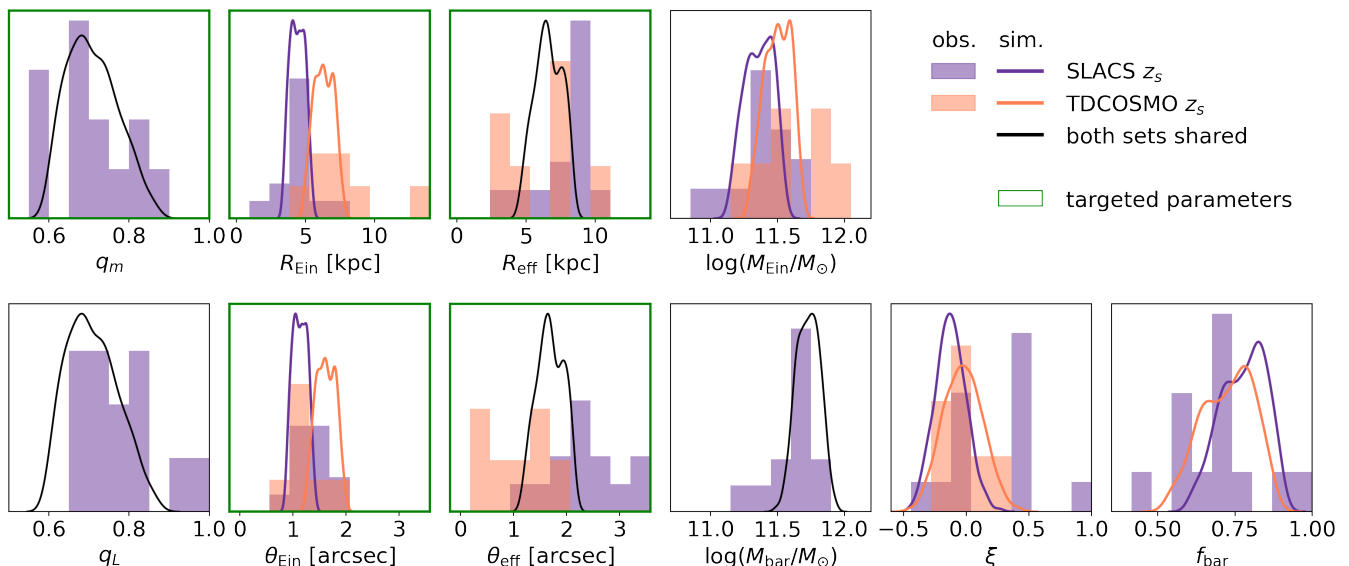 obs. sim.
SLACS z_s
TDCOSMO z_s
both sets shared
targeted parameters
0.6 0.8 1.0
q_m
0 5 10
R_Ein [kpc]
0 5 10
R_eff [kpc]
11.0 11.5 12.0
log(M_Ein/M_⊙)
0.6 0.8 1.0
q_L
0 1 2 3
θ_Ein [arcsec]
0 1 2 3
θ_eff [arcsec]
11.0 11.5 12.0
log(M_bar/M_⊙)
−0.5 0.0 0.5 1.0
ξ
0.50 0.75 1.00
f_bar